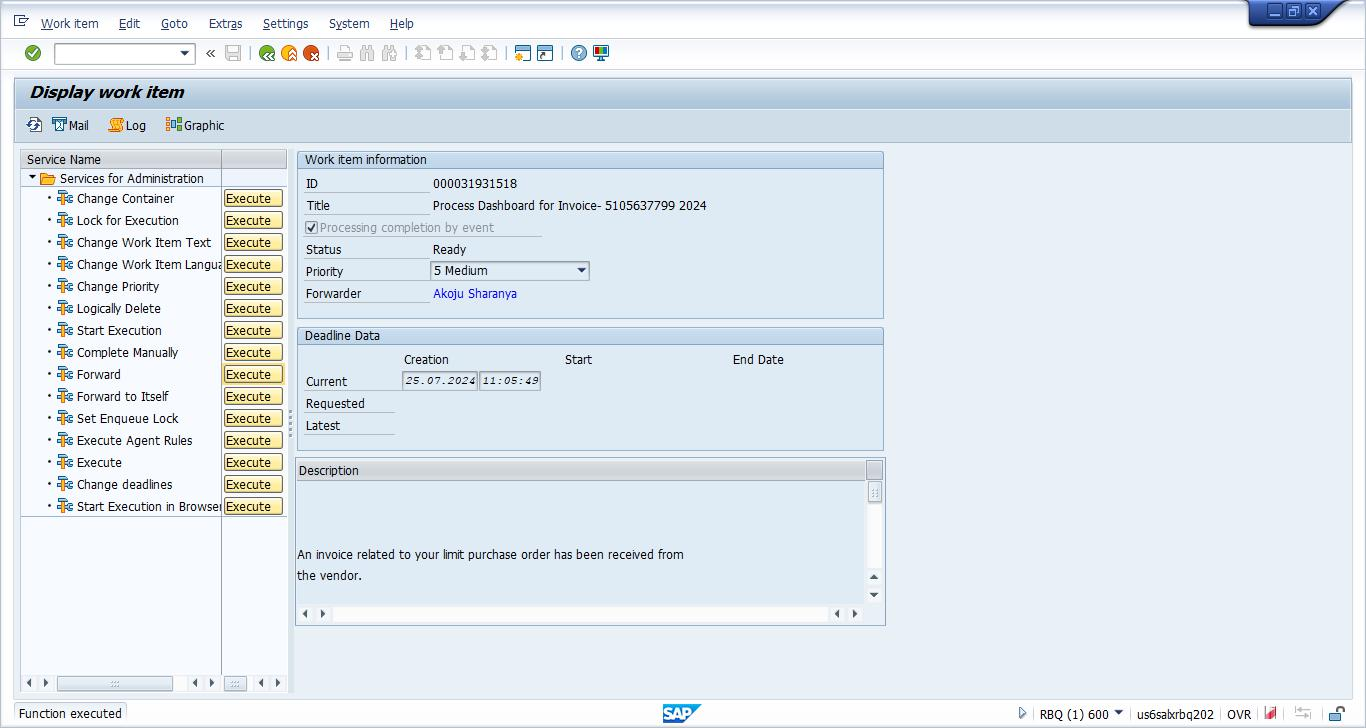 Work item Edit Goto Extras Settings System Help
Display work item
Mail Log Graphic
Service Name
Services for Administration
Change Container Execute
Lock for Execution Execute
Change Work Item Text Execute
Change Work Item Langua Execute
Change Priority Execute
Logically Delete Execute
Start Execution Execute
Complete Manually Execute
Forward Execute
Forward to Itself Execute
Set Enqueue Lock Execute
Execute Agent Rules Execute
Execute Execute
Change deadlines Execute
Start Execution in Browser Execute
Work item information
ID 000031931518
Title Process Dashboard for Invoice- 5105637799 2024
Processing completion by event
Status Ready
Priority 5 Medium
Forwarder Akoju Sharanya
Deadline Data
Creation Start End Date
Current 25.07.2024 11:05:49
Requested
Latest
Description
An invoice related to your limit purchase order has been received from
the vendor.
Function executed SAP RBQ (1) 600 us6salxrbq202 OVR